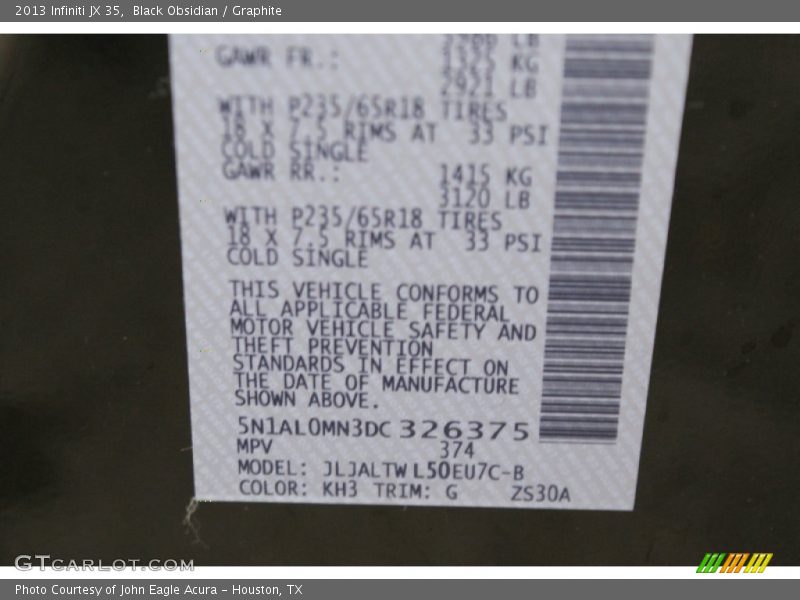 2013 Infiniti JX 35, Black Obsidian / Graphite
GAWR FR.: 1325 KG
2921 LB
WITH P235/65R18 TIRES
18 X 7.5 RIMS AT 33 PSI
COLD SINGLE
GAWR RR.: 1415 KG
3120 LB
WITH P235/65R18 TIRES
18 X 7.5 RIMS AT 33 PSI
COLD SINGLE
THIS VEHICLE CONFORMS TO
ALL APPLICABLE FEDERAL
MOTOR VEHICLE SAFETY AND
THEFT PREVENTION
STANDARDS IN EFFECT ON
THE DATE OF MANUFACTURE
SHOWN ABOVE.
5N1AL0MN3DC 326375
MPV 374
MODEL: JLJALTW L50EU7C-B
COLOR: KH3 TRIM: G ZS30A
GTCARLOT.COM
Photo Courtesy of John Eagle Acura - Houston, TX